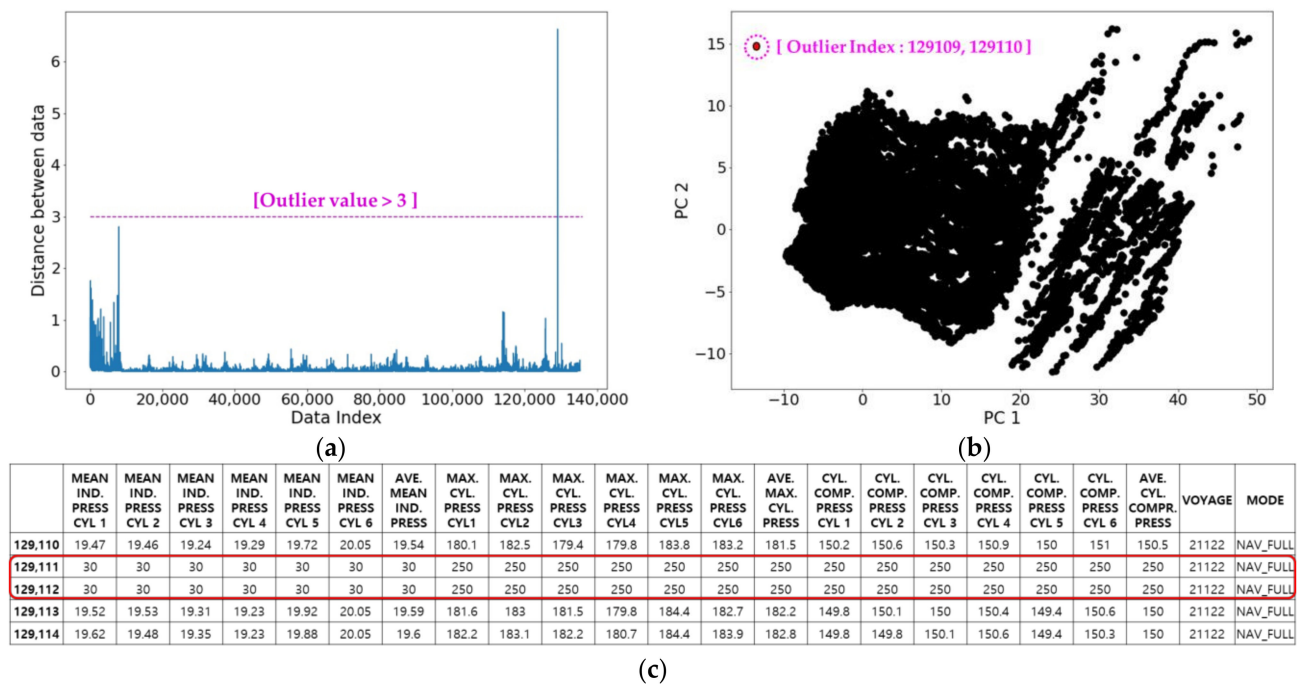 6
5
4
3
2
1
0
Distance between data
[Outlier value > 3 ]
0 20,000 40,000 60,000 80,000 100,000 120,000 140,000
Data Index
(a)
15
10
5
0
−5
−10
PC 2
[ Outlier Index : 129109, 129110 ]
−10 0 10 20 30 40 50
PC 1
(b)
MEAN IND. PRESS CYL 1 MEAN IND. PRESS CYL 2 MEAN IND. PRESS CYL 3 MEAN IND. PRESS CYL 4 MEAN IND. PRESS CYL 5 MEAN IND. PRESS CYL 6 AVE. MEAN IND. PRESS MAX. CYL. PRESS CYL1 MAX. CYL. PRESS CYL2 MAX. CYL. PRESS CYL3 MAX. CYL. PRESS CYL4 MAX. CYL. PRESS CYL5 MAX. CYL. PRESS CYL6 AVE. MAX. CYL. PRESS CYL. COMP. PRESS CYL 1 CYL. COMP. PRESS CYL 2 CYL. COMP. PRESS CYL 3 CYL. COMP. PRESS CYL 4 CYL. COMP. PRESS CYL 5 CYL. COMP. PRESS CYL 6 AVE. CYL. COMPR. PRESS VOYAGE MODE
129,110 19.47 19.46 19.24 19.29 19.72 20.05 19.54 180.1 182.5 179.4 179.8 183.8 183.2 181.5 150.2 150.6 150.3 150.9 150 151 150.5 21122 NAV_FULL
129,111 30 30 30 30 30 30 30 250 250 250 250 250 250 250 250 250 250 250 250 250 250 21122 NAV_FULL
129,112 30 30 30 30 30 30 30 250 250 250 250 250 250 250 250 250 250 250 250 250 250 21122 NAV_FULL
129,113 19.52 19.53 19.31 19.23 19.92 20.05 19.59 181.6 183 181.5 179.8 184.4 182.7 182.2 149.8 150.1 150 150.4 149.4 150.6 150 21122 NAV_FULL
129,114 19.62 19.48 19.35 19.23 19.88 20.05 19.6 182.2 183.1 182.2 180.7 184.4 183.9 182.8 149.8 149.8 150.1 150.6 149.4 150.3 150 21122 NAV_FULL
(c)